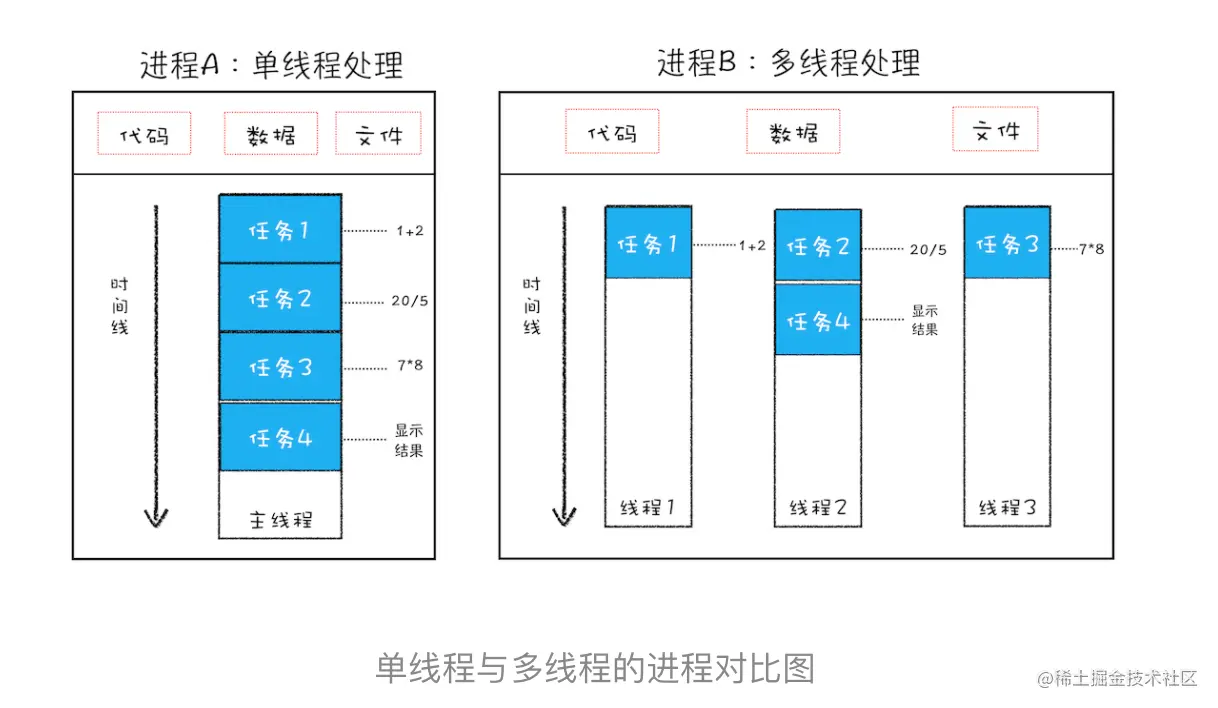 进程A：单线程处理
代码 数据 文件
时间线
任务1 1+2
任务2 20/5
任务3 7*8
任务4 显示结果
主线程
进程B：多线程处理
代码 数据 文件
时间线
任务1 1+2
任务2 20/5
任务3 7*8
任务4 显示结果
线程1 线程2 线程3
单线程与多线程的进程对比图
@稀土掘金技术社区